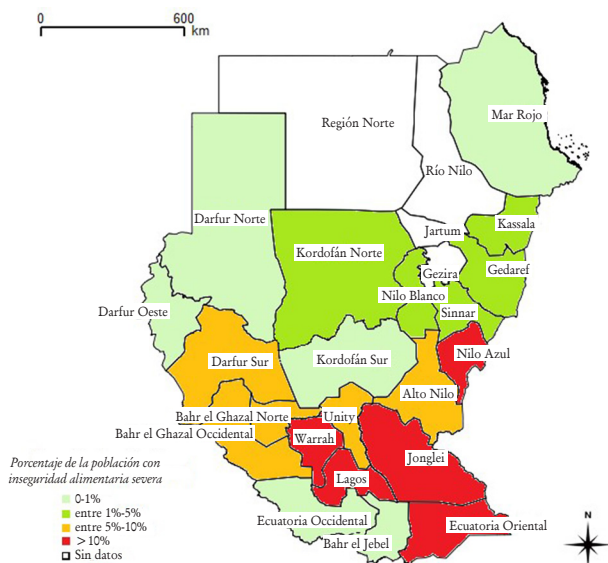 0
600
km
Mar Rojo
Región Norte
Río Nilo
Darfur Norte
Jartum
Kassala
Kordofán Norte
Gezira
Gedaref
Darfur Oeste
Nilo Blanco
Sinnar
Darfur Sur
Kordofán Sur
Nilo Azul
Alto Nilo
Bahr el Ghazal Norte
Unity
Bahr el Ghazal Occidental
Warrah
Jonglei
Lagos
Ecuatoria Occidental
Ecuatoria Oriental
Bahr el Jebel
Porcentaje de la población con
inseguridad alimentaria severa
0-1%
entre 1%-5%
entre 5%-10%
>10%
Sin datos
N